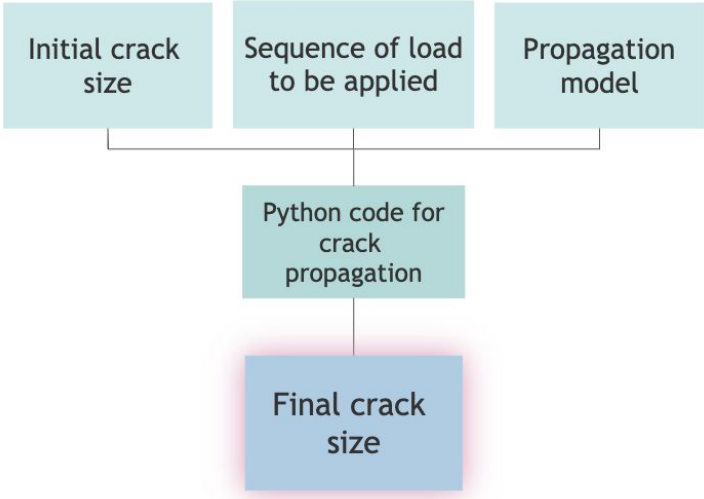 Initial crack
size
Sequence of load
to be applied
Propagation
model
Python code for
crack
propagation
Final crack
size